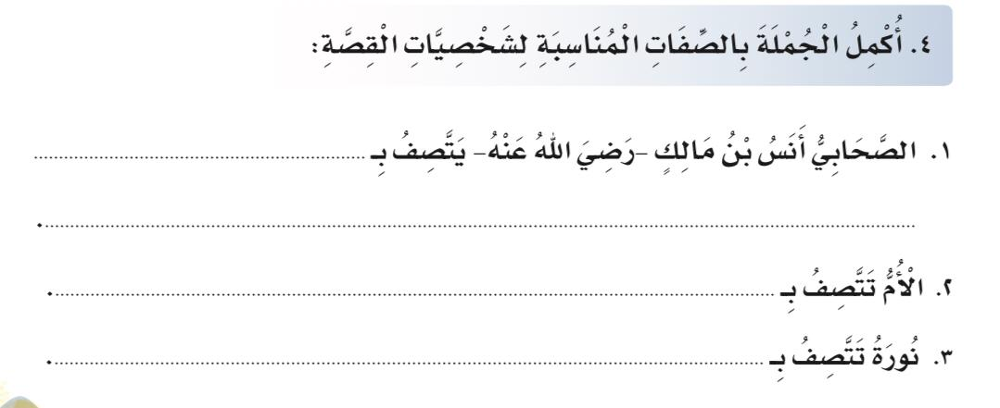 ٤. أُكْمِلُ الْجُمْلَةَ بِالصِّفَاتِ الْمُنَاسِبَةِ لِشَخْصِيَّاتِ الْقِصَّةِ:
١. الصَّحَابِيُّ أَنَسُ بْنُ مَالِكٍ -رَضِيَ اللهُ عَنْهُ- يَتَّصِفُ بِـ ..............................
..............................................................................................................
٢. الْأُمُّ تَتَّصِفُ بِـ ...............................................................................
٣. نُورَةُ تَتَّصِفُ بِـ ...............................................................................